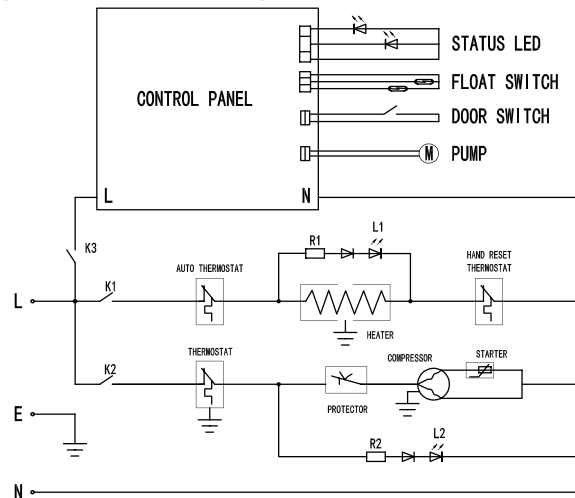 STATUS LED
FLOAT SWITCH
CONTROL PANEL
DOOR SWITCH
M PUMP
L N
K3
L1
R1
HAND RESET
THERMOSTAT
AUTO THERMOSTAT
K1
L
HEATER
THERMOSTAT
COMPRESSOR
STARTER
K2
PROTECTOR
E
L2
R2
N